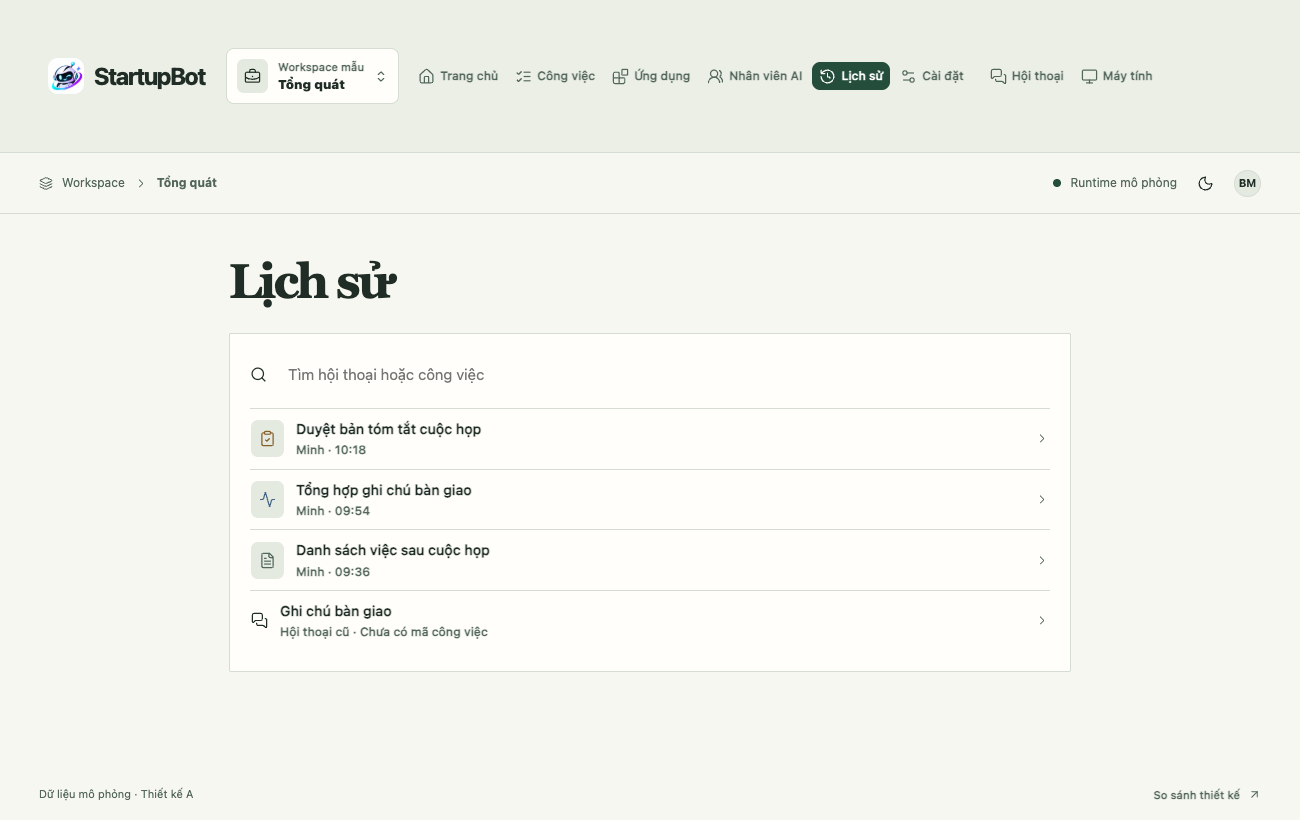 StartupBot
Workspace mẫu
Tổng quát
Trang chủ
Công việc
Ứng dụng
Nhân viên AI
Lịch sử
Cài đặt
Hội thoại
Máy tính
Workspace
Tổng quát
Runtime mô phỏng
BM
Lịch sử
Tìm hội thoại hoặc công việc
Duyệt bản tóm tắt cuộc họp
Minh · 10:18
Tổng hợp ghi chú bàn giao
Minh · 09:54
Danh sách việc sau cuộc họp
Minh · 09:36
Ghi chú bàn giao
Hội thoại cũ · Chưa có mã công việc
Dữ liệu mô phỏng · Thiết kế A
So sánh thiết kế